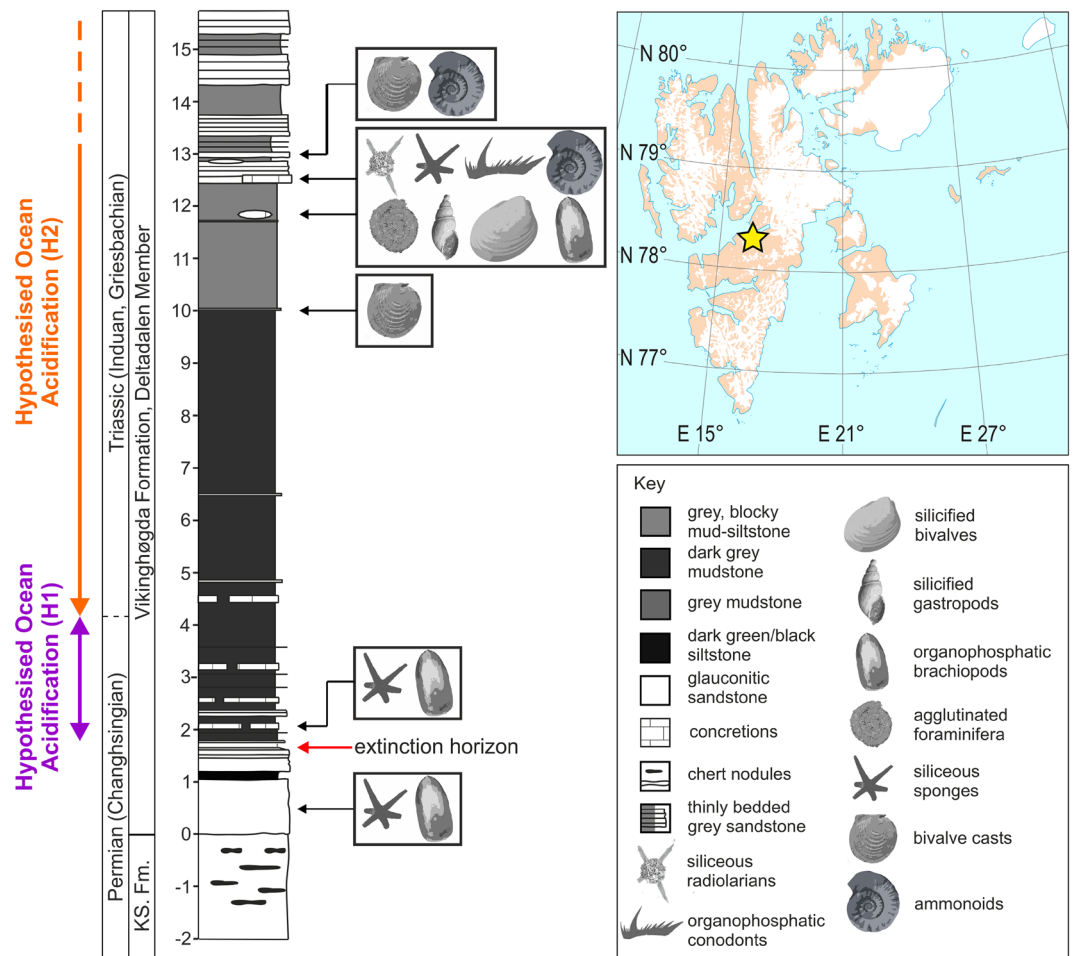 Hypothesised Ocean
Acidification (H2)
Hypothesised Ocean
Acidification (H1)
Triassic (Induan, Griesbachian)
Permian (Changhsingian)
Vikinghøgda Formation, Deltadalen Member
KS. Fm.
15
14
13
12
11
10
9
8
7
6
5
4
3
2
1
0
-1
-2
extinction horizon
N 80°
N 79°
N 78°
N 77°
E 15°
E 21°
E 27°
Key
grey, blocky
mud-siltstone
dark grey
mudstone
grey mudstone
dark green/black
siltstone
glauconitic
sandstone
concretions
chert nodules
thinly bedded
grey sandstone
siliceous
radiolarians
organophosphatic
conodonts
silicified
bivalves
silicified
gastropods
organophosphatic
brachiopods
agglutinated
foraminifera
siliceous
sponges
bivalve casts
ammonoids